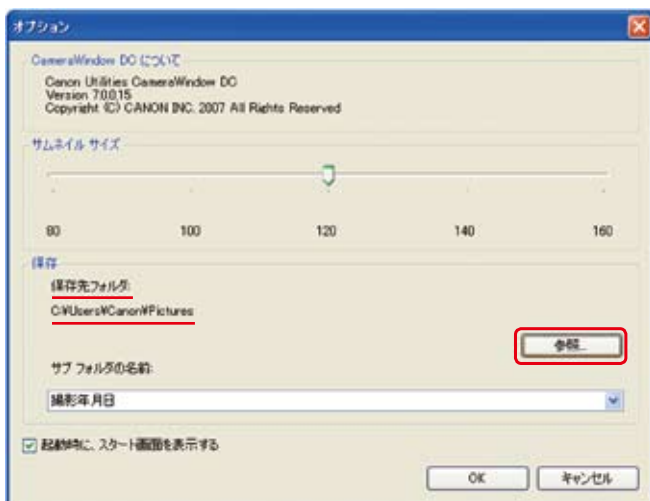 オプション
CameraWindow DC について
Canon Utilities CameraWindow DC
Version 7.0.0.15
Copyright (C) CANON INC. 2007 All Rights Reserved
サムネイル サイズ
80 100 120 140 160
保存
保存先フォルダ:
C:¥Users¥Canon¥Pictures
参照...
サブ フォルダの名前:
撮影年月日
起動時に、スタート画面を表示する
OK キャンセル